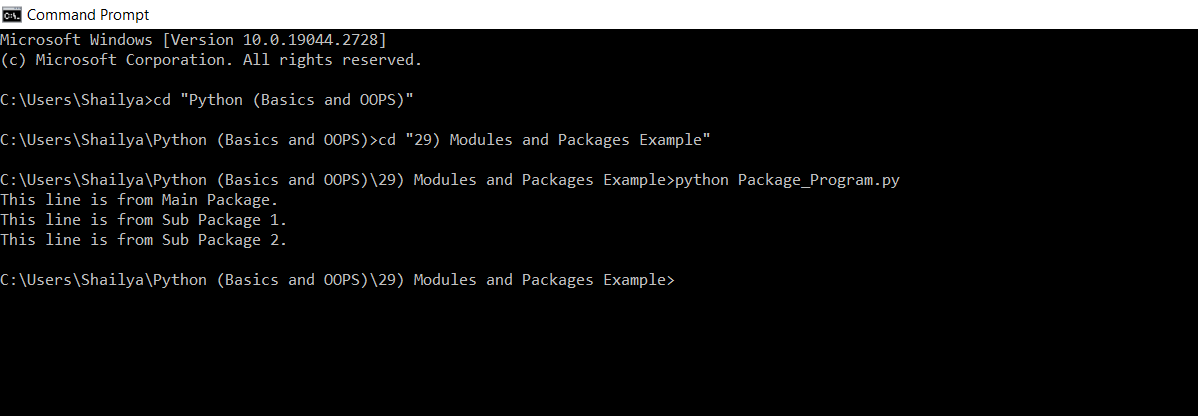 Command Prompt
Microsoft Windows [Version 10.0.19044.2728]
(c) Microsoft Corporation. All rights reserved.
C:\Users\Shailya>cd "Python (Basics and OOPS)"
C:\Users\Shailya\Python (Basics and OOPS)>cd "29) Modules and Packages Example"
C:\Users\Shailya\Python (Basics and OOPS)\29) Modules and Packages Example>python Package_Program.py
This line is from Main Package.
This line is from Sub Package 1.
This line is from Sub Package 2.
C:\Users\Shailya\Python (Basics and OOPS)\29) Modules and Packages Example>